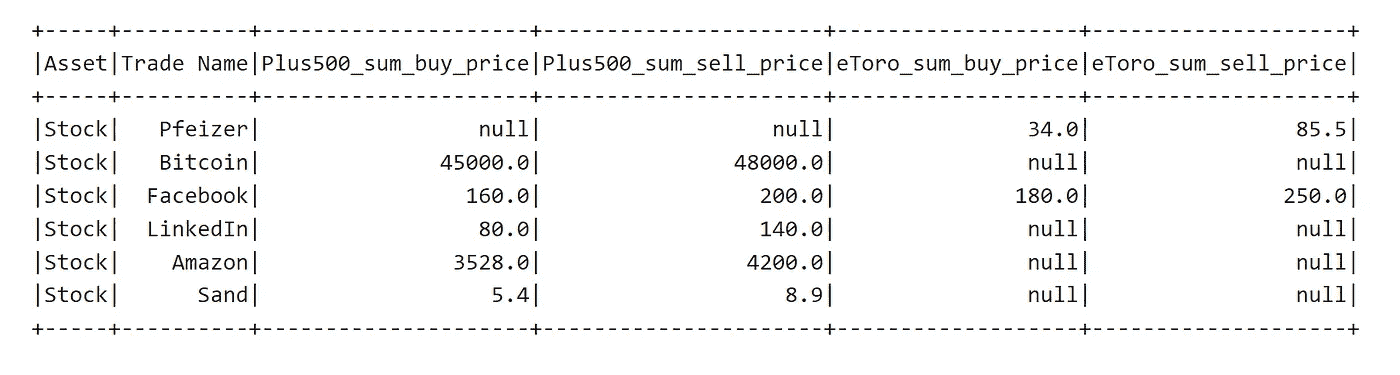 +-----+----------+----------------------+-----------------------+--------------------+---------------------+
|Asset|Trade Name|Plus500_sum_buy_price|Plus500_sum_sell_price|eToro_sum_buy_price|eToro_sum_sell_price|
+-----+----------+----------------------+-----------------------+--------------------+---------------------+
|Stock|   Pfeizer|                 null|                  null|               34.0|                85.5|
|Stock|   Bitcoin|              45000.0|               48000.0|               null|                null|
|Stock|  Facebook|                160.0|                 200.0|              180.0|               250.0|
|Stock|  LinkedIn|                 80.0|                 140.0|               null|                null|
|Stock|    Amazon|               3528.0|                4200.0|               null|                null|
|Stock|      Sand|                  5.4|                   8.9|               null|                null|
+-----+----------+----------------------+-----------------------+--------------------+---------------------+